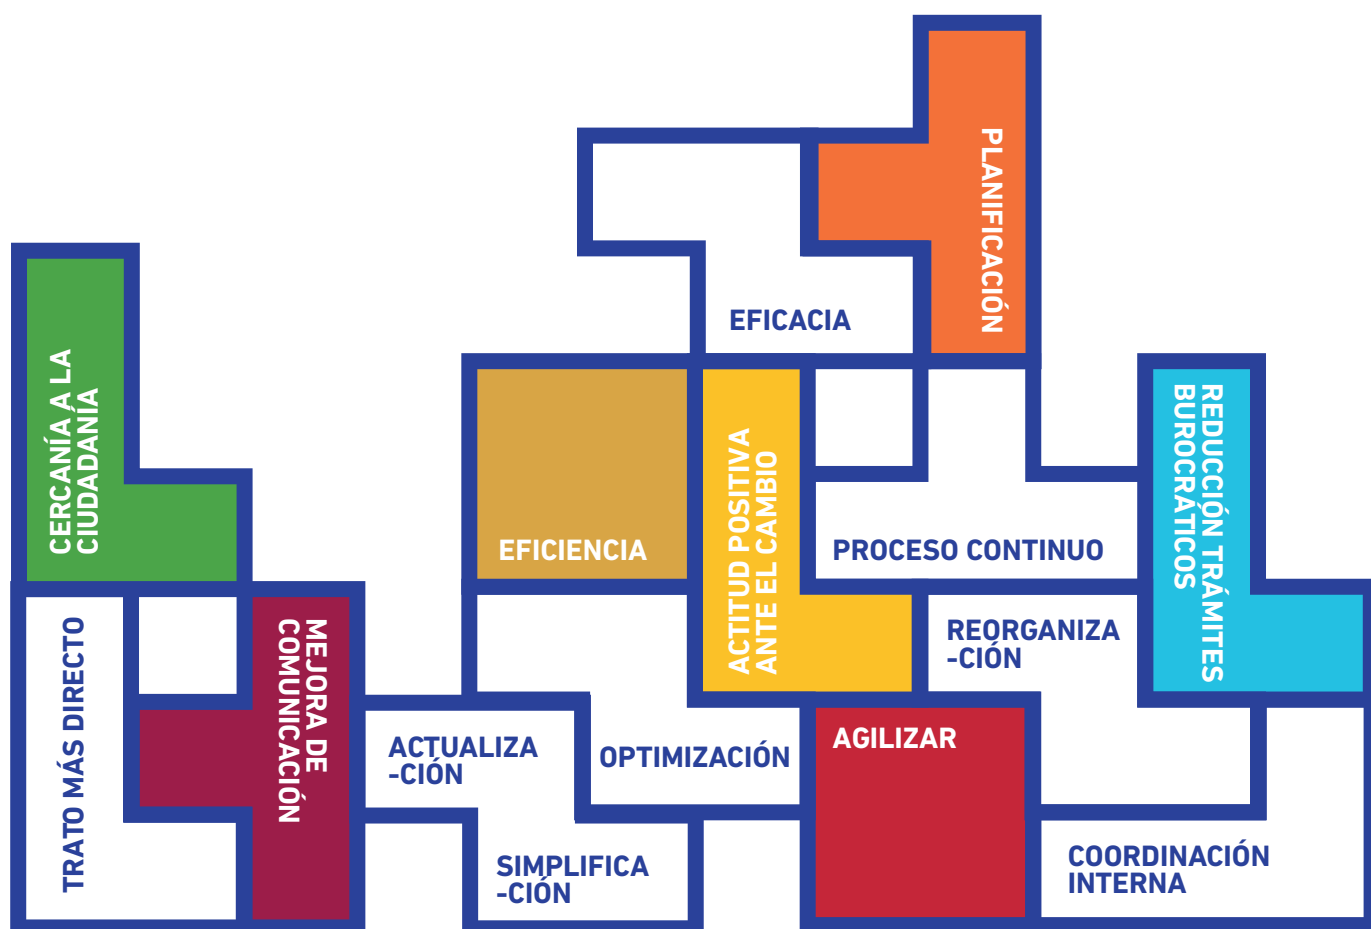 PLANIFICACIÓN
EFICACIA
CERCANÍA A LA
CIUDADANÍA
EFICIENCIA
ACTITUD POSITIVA
ANTE EL CAMBIO
PROCESO CONTINUO
REDUCCIÓN TRÁMITES
BUROCRÁTICOS
TRATO MÁS DIRECTO
MEJORA DE
COMUNICACIÓN
REORGANIZA
-CIÓN
ACTUALIZA
-CIÓN
OPTIMIZACIÓN
AGILIZAR
SIMPLIFICA
-CIÓN
COORDINACIÓN
INTERNA